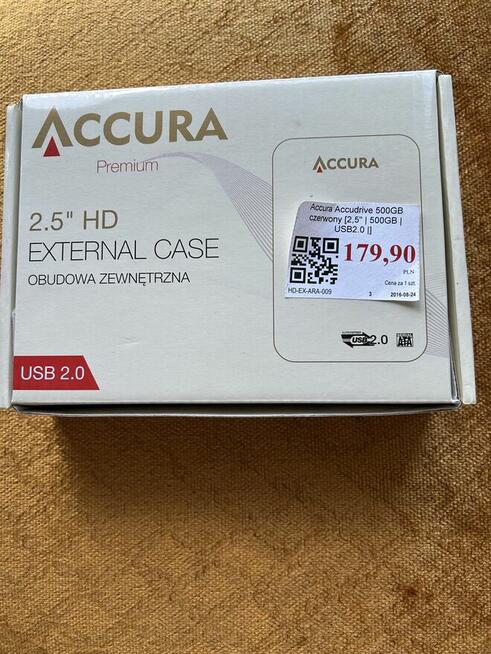 ACCURA
Premium
2.5" HD
EXTERNAL CASE
OBUDOWA ZEWNĘTRZNA
USB 2.0
ACCURA
Accura Accudrive 500GB
czerwony [2,5" | 500GB |
USB2.0 |]
179,90
PLN
Cena za 1 szt.
HD-EX-ARA-009
3
2016-08-24
USB 2.0
SERIAL
ATA